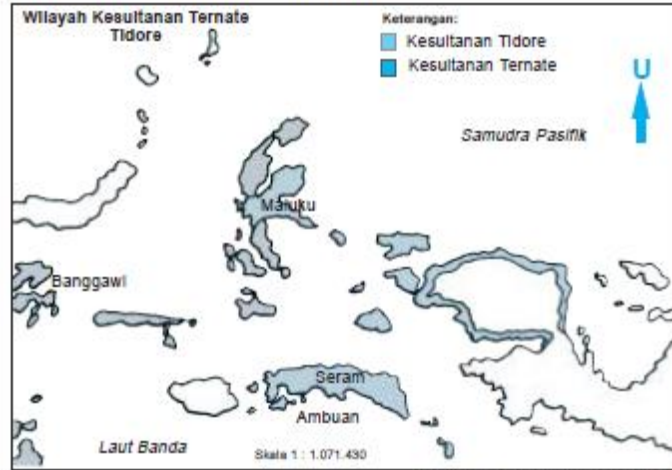 Wilayah Kesultanan Ternate
Tidore
Keterangan:
Kesultanan Tidore
Kesultanan Ternate
U
Samudra Pasifik
Maluku
Banggawi
Seram
Ambuan
Laut Banda
Skala 1 : 1.071.430